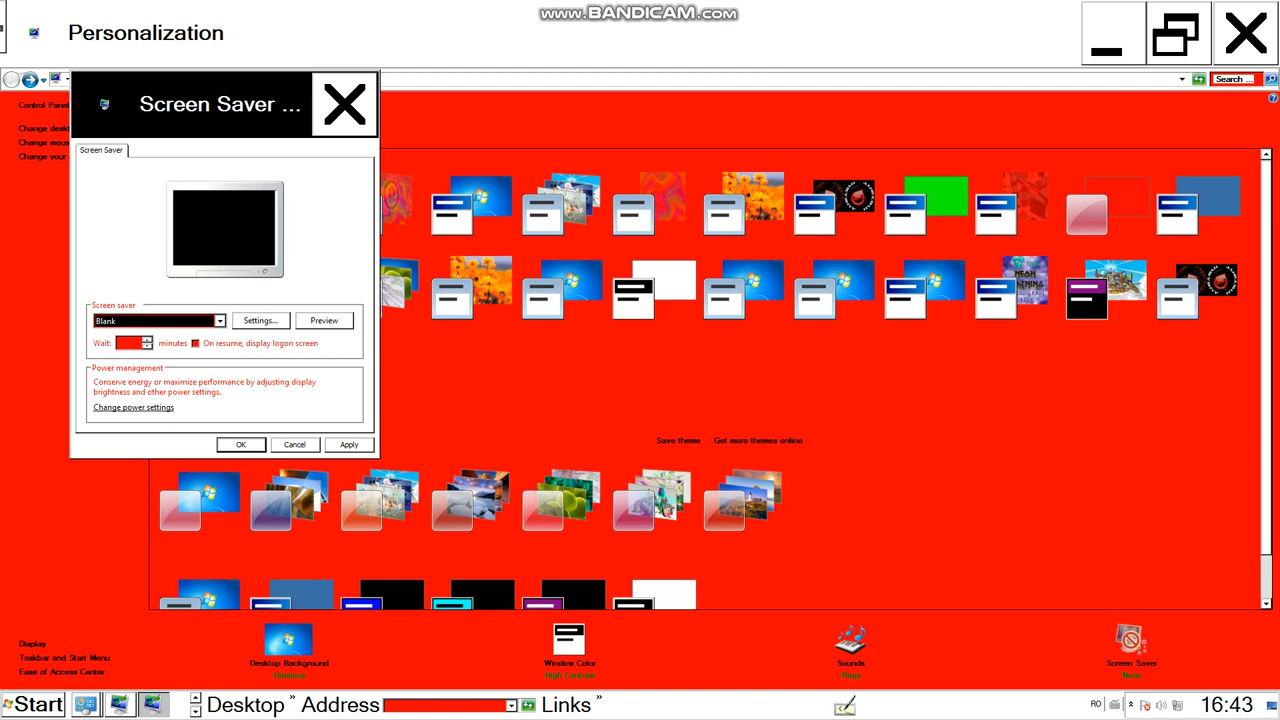 www.BANDICAM.com
Personalization
Search ...
Control Panel
Screen Saver ...
Change desk
Change mou
Change your
Screen Saver
Screen saver
Blank
Settings...
Preview
Wait:
minutes
On resume, display logon screen
Power management
Conserve energy or maximize performance by adjusting display
brightness and other power settings.
Change power settings
OK
Cancel
Apply
Save theme
Get more themes online
Display
Taskbar and Start Menu
Ease of Access Center
Desktop Background
Harmony
Window Color
High Contrast
Sounds
Raga
Screen Saver
None
Start
Desktop »
Address
Links »
RO
16:43